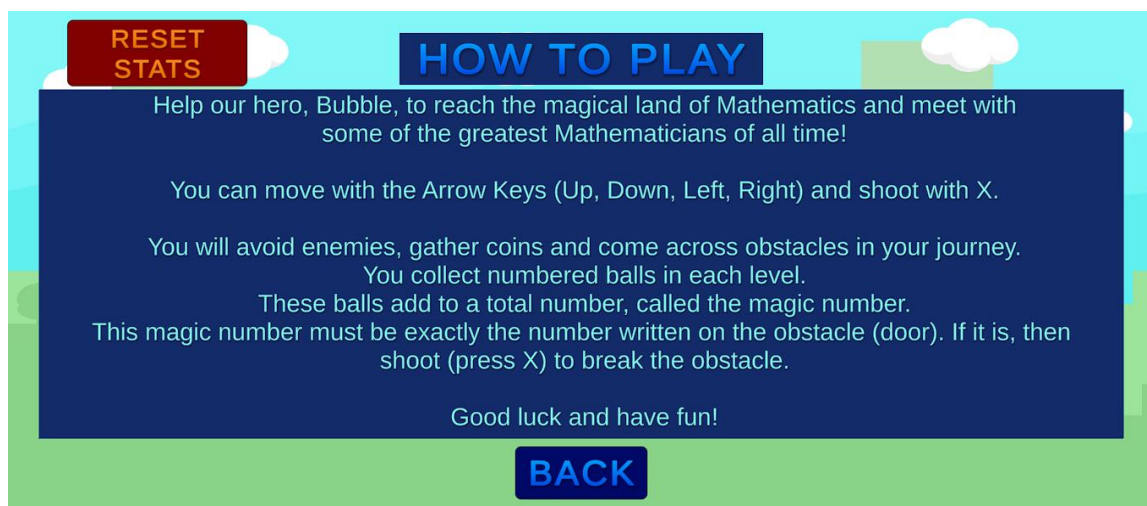 RESET
STATS
HOW TO PLAY
Help our hero, Bubble, to reach the magical land of Mathematics and meet with
some of the greatest Mathematicians of all time!
You can move with the Arrow Keys (Up, Down, Left, Right) and shoot with X.
You will avoid enemies, gather coins and come across obstacles in your journey.
You collect numbered balls in each level.
These balls add to a total number, called the magic number.
This magic number must be exactly the number written on the obstacle (door). If it is, then
shoot (press X) to break the obstacle.
Good luck and have fun!
BACK